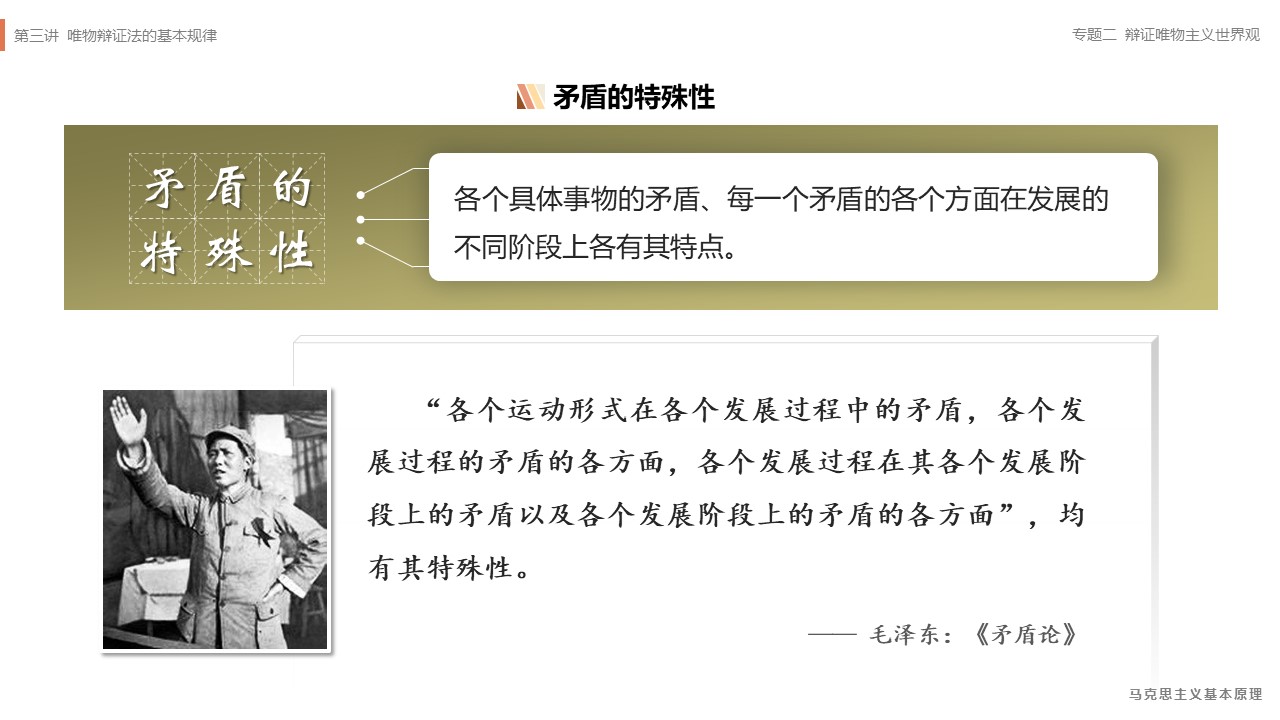 第三讲 唯物辩证法的基本规律
专题二 辩证唯物主义世界观
矛盾的特殊性
矛盾的
特殊性
各个具体事物的矛盾、每一个矛盾的各个方面在发展的
不同阶段上各有其特点。
“各个运动形式在各个发展过程中的矛盾，各个发
展过程的矛盾的各方面，各个发展过程在其各个发展阶
段上的矛盾以及各个发展阶段上的矛盾的各方面”，均
有其特殊性。
—— 毛泽东：《矛盾论》
马克思主义基本原理